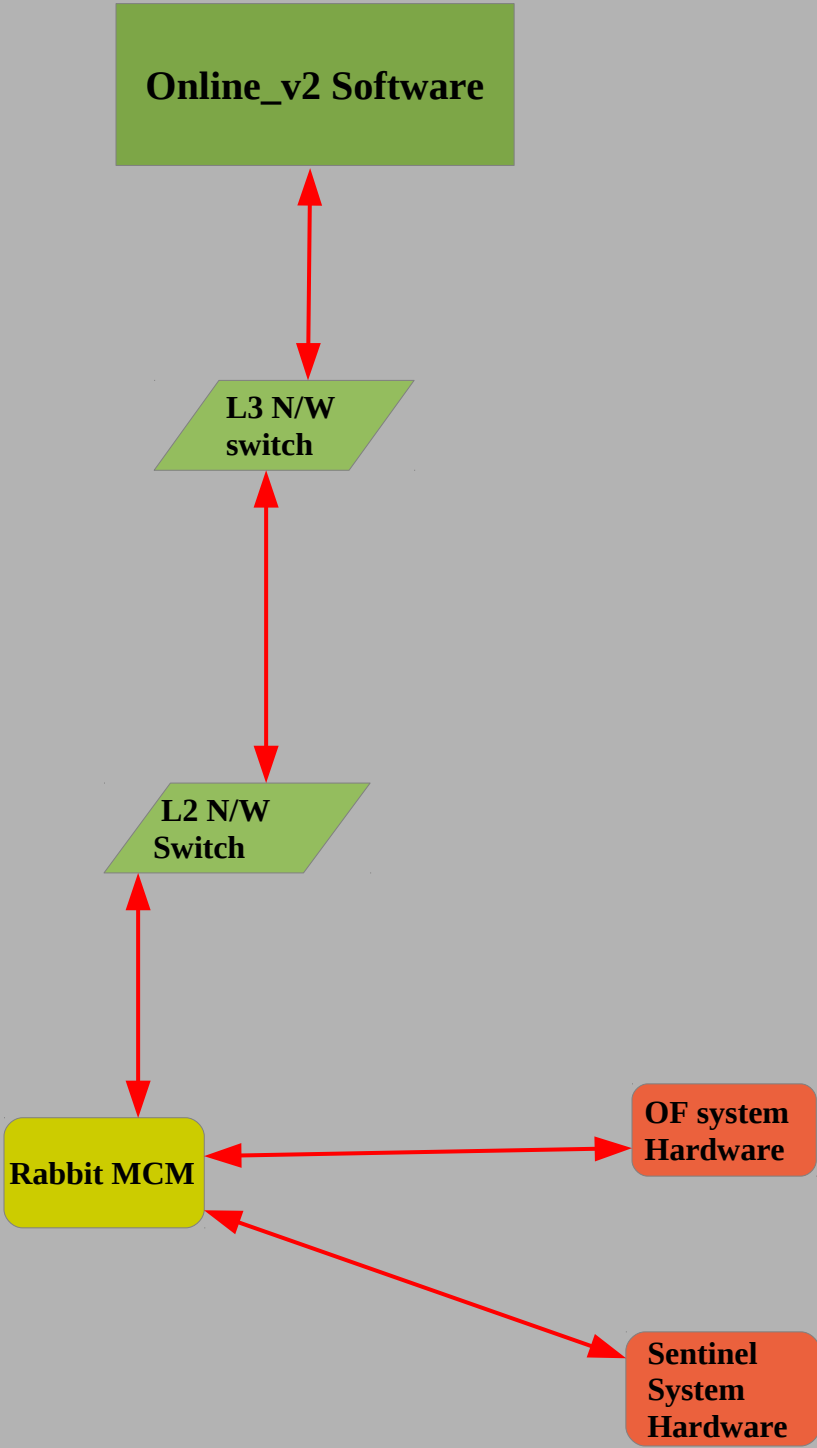 Online_v2 Software
L3 N/W
switch
L2 N/W
Switch
Rabbit MCM
OF system
Hardware
Sentinel
System
Hardware